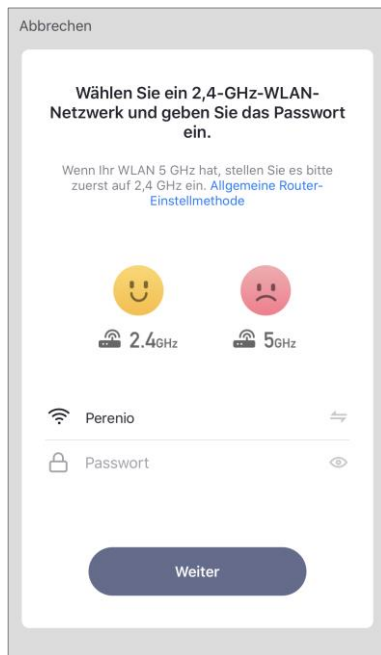 Abbrechen
Wählen Sie ein 2,4-GHz-WLAN-
Netzwerk und geben Sie das Passwort
ein.
Wenn Ihr WLAN 5 GHz hat, stellen Sie es bitte
zuerst auf 2,4 GHz ein. Allgemeine Router-
Einstellmethode
2.4GHz 5GHz
Perenio
Passwort
Weiter